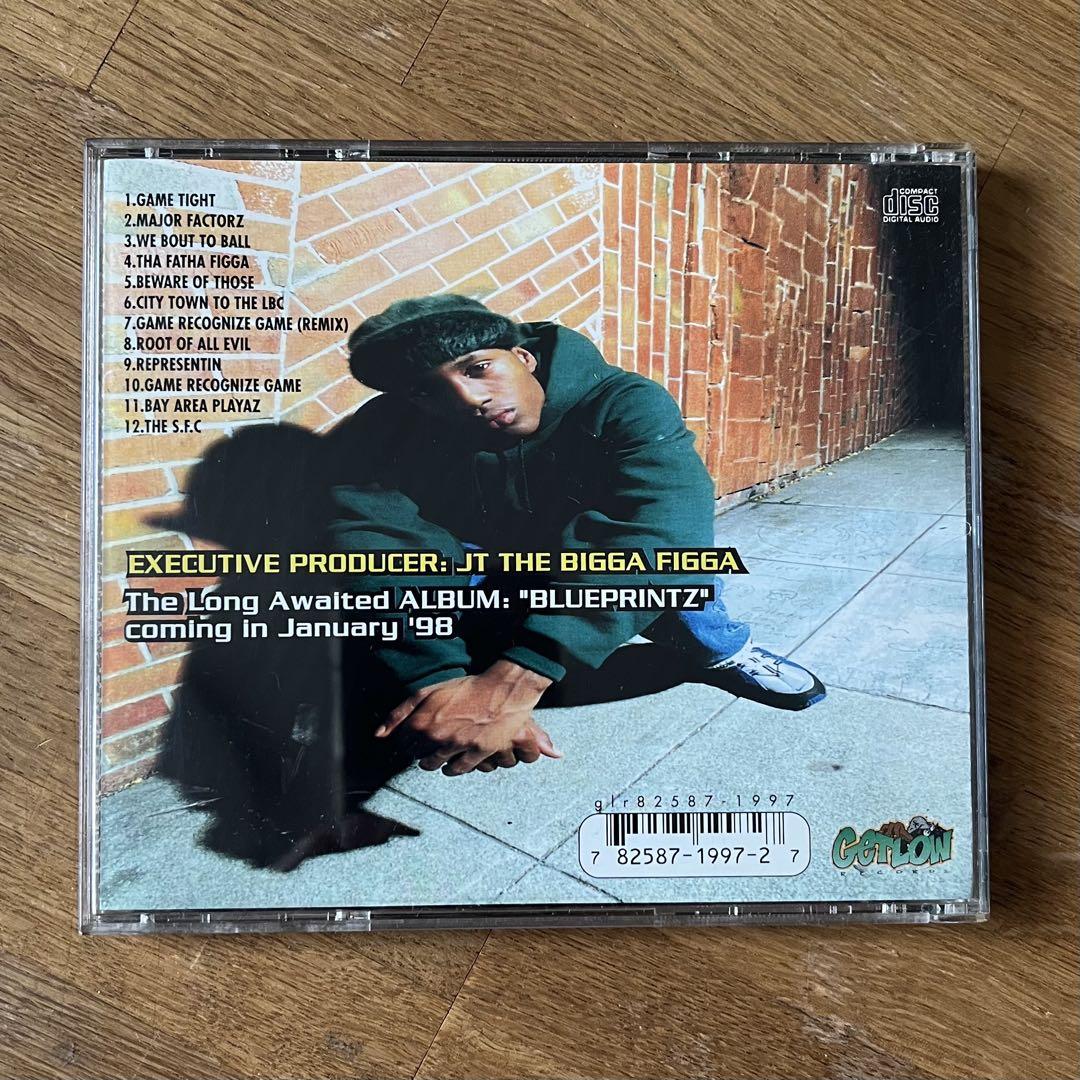 1.GAME TIGHT
2.MAJOR FACTORZ
3.WE BOUT TO BALL
4.THA FATHA FIGGA
5.BEWARE OF THOSE
6.CITY TOWN TO THE LBC
7.GAME RECOGNIZE GAME (REMIX)
8.ROOT OF ALL EVIL
9.REPRESENTIN
10.GAME RECOGNIZE GAME
11.BAY AREA PLAYAZ
12.THE S.F.C
COMPACT
disc
DIGITAL AUDIO
EXECUTIVE PRODUCER: JT THE BIGGA FIGGA
The Long Awaited ALBUM: "BLUEPRINTZ"
coming in January '98
glr82587-1997
7 82587-1997-2 7
GETLOW
RECORDS